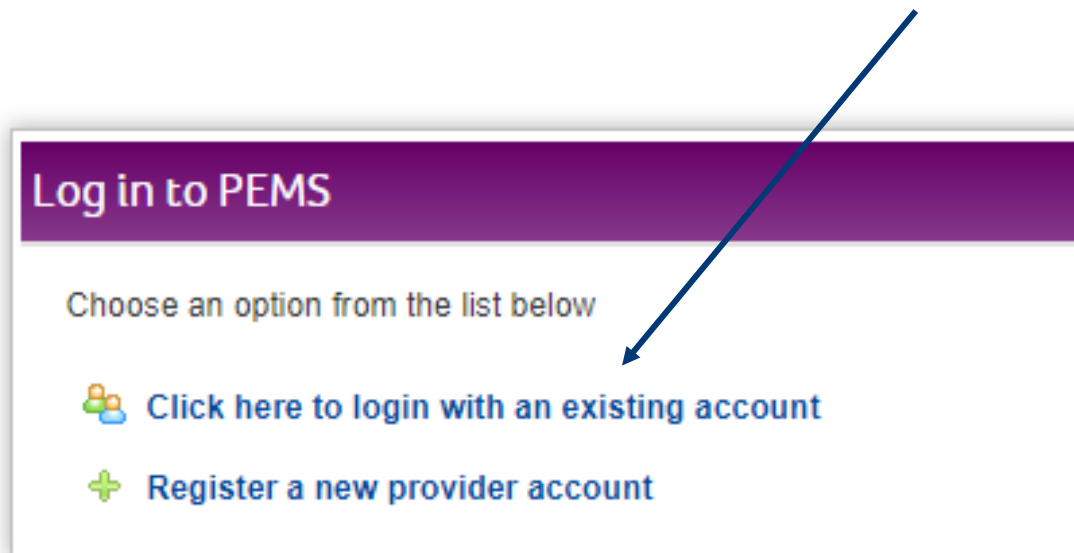 Log in to PEMS
Choose an option from the list below
Click here to login with an existing account
Register a new provider account